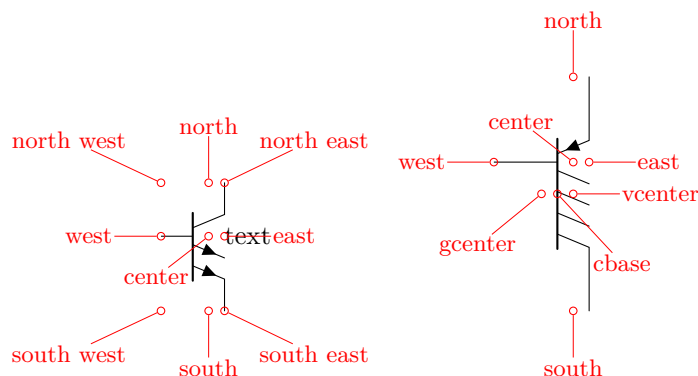 north west
north
north east
west
text
east
center
south west
south
south east
north
center
west
east
vcenter
gcenter
cbase
south